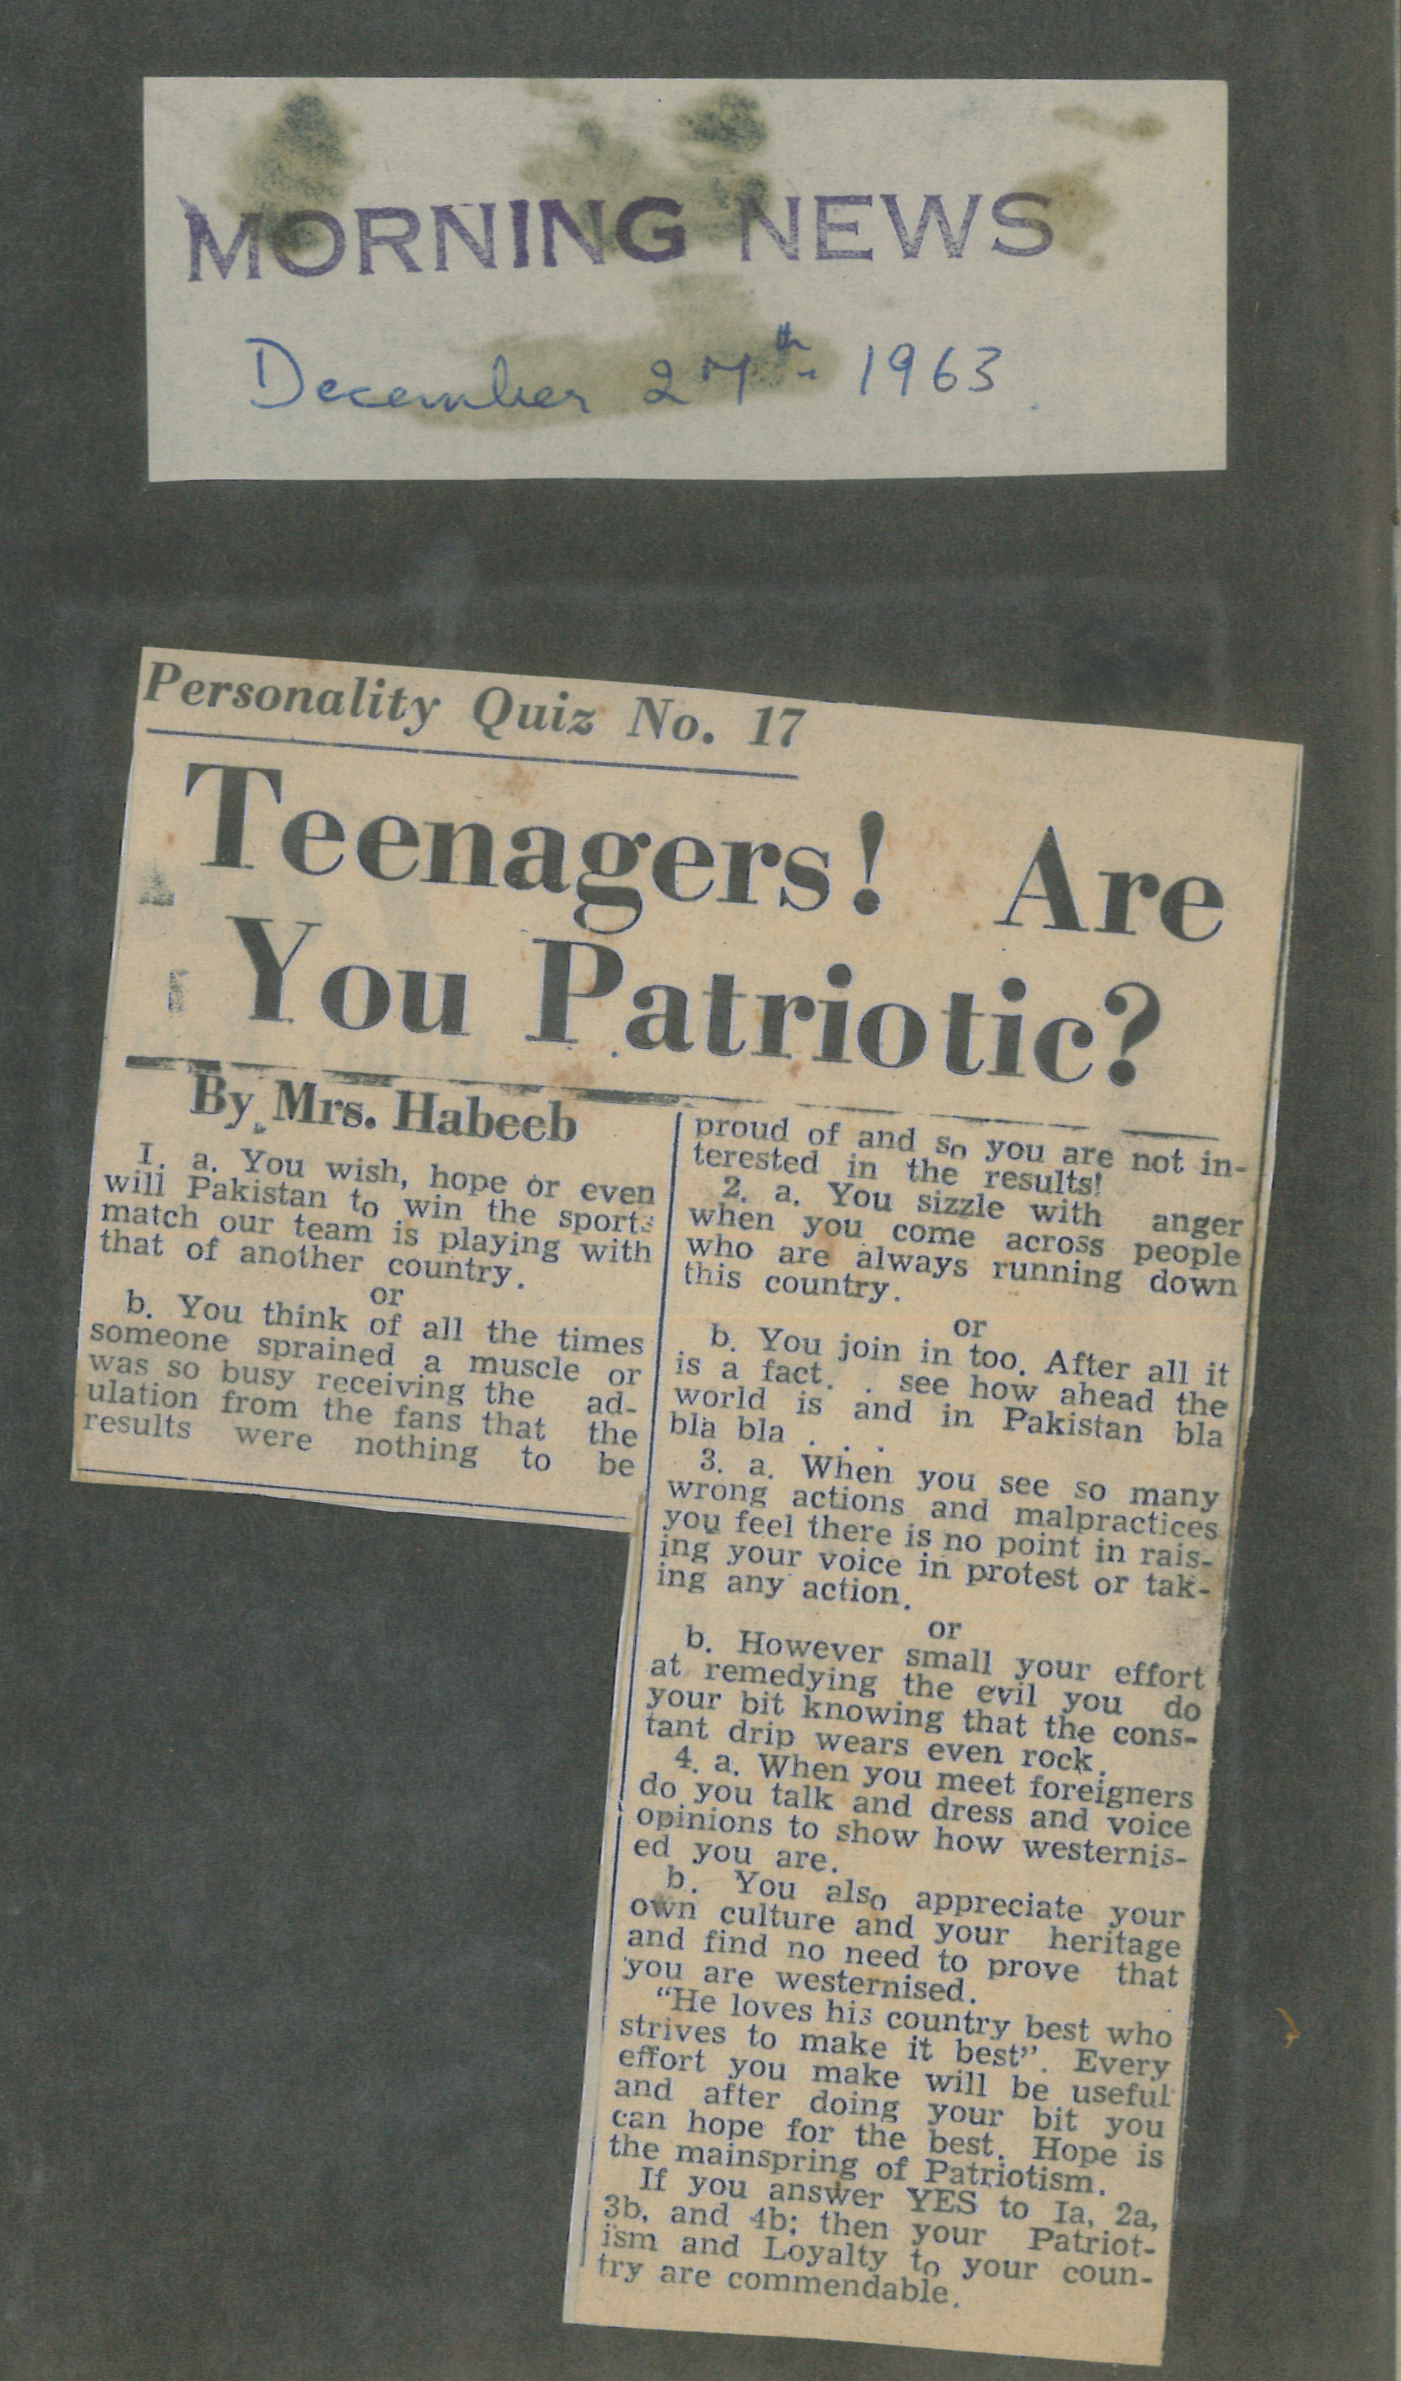 MORNING NEWS
December 27th 1963
Personality Quiz No. 17
Teenagers! Are
You Patriotic?
By Mrs. Habeeb
1. a. You wish, hope or even
will Pakistan to win the sports
match our team is playing with
that of another country.
or
b. You think of all the times
someone sprained a muscle or
was so busy receiving the ad-
ulation from the fans that the
results were nothing to be
proud of and so you are not in-
terested in the results!
2. a. You sizzle with anger
when you come across people
who are always running down
this country.
or
b. You join in too. After all it
is a fact. . see how ahead the
world is and in Pakistan bla
bla bla . . .
3. a. When you see so many
wrong actions and malpractices
you feel there is no point in rais-
ing your voice in protest or tak-
ing any action.
or
b. However small your effort
at remedying the evil you do
your bit knowing that the cons-
tant drip wears even rock.
4. a. When you meet foreigners
do you talk and dress and voice
opinions to show how westernis-
ed you are.
b. You also appreciate your
own culture and your heritage
and find no need to prove that
you are westernised.
"He loves his country best who
strives to make it best". Every
effort you make will be useful
and after doing your bit you
can hope for the best. Hope is
the mainspring of Patriotism.
If you answer YES to Ia, 2a,
3b, and 4b; then your Patriot-
ism and Loyalty to your coun-
try are commendable.